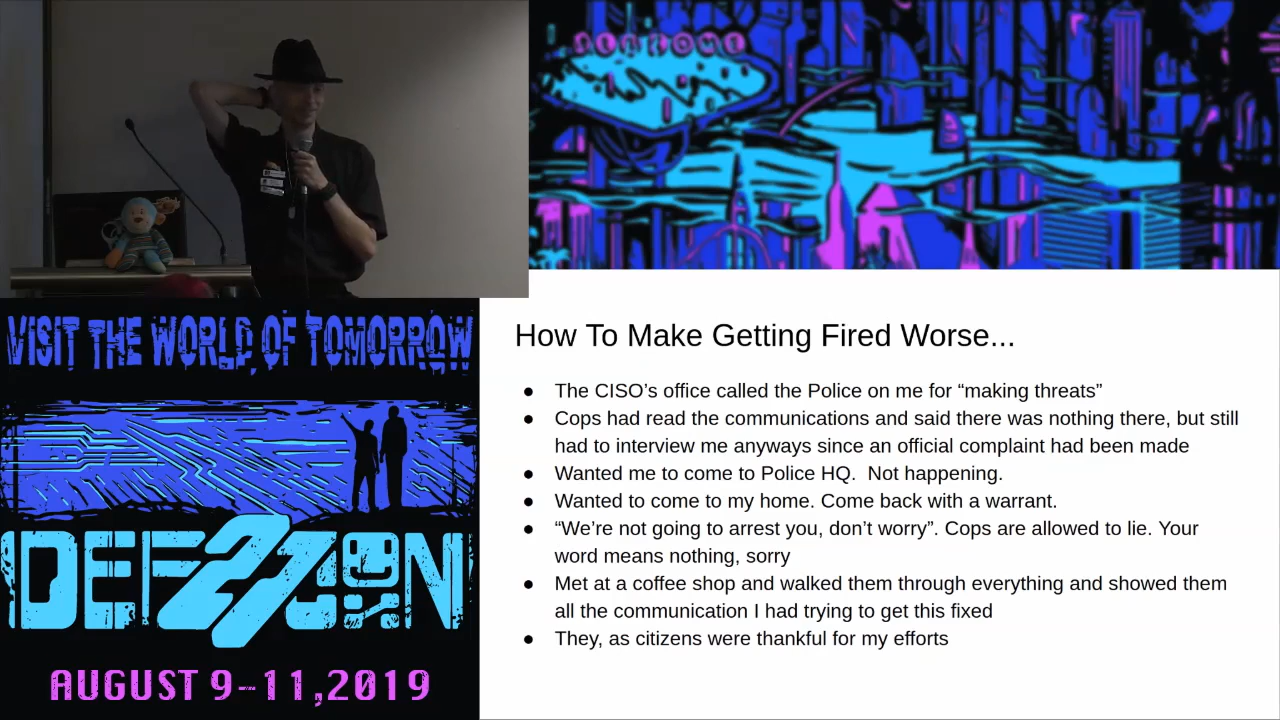 WELCOME
VISIT THE WORLD OF TOMORROW
DEF 27 CON
AUGUST 9-11,2019
How To Make Getting Fired Worse...
● The CISO’s office called the Police on me for “making threats”
● Cops had read the communications and said there was nothing there, but still
had to interview me anyways since an official complaint had been made
● Wanted me to come to Police HQ.  Not happening.
● Wanted to come to my home. Come back with a warrant.
● “We’re not going to arrest you, don’t worry”. Cops are allowed to lie. Your
word means nothing, sorry
● Met at a coffee shop and walked them through everything and showed them
all the communication I had trying to get this fixed
● They, as citizens were thankful for my efforts